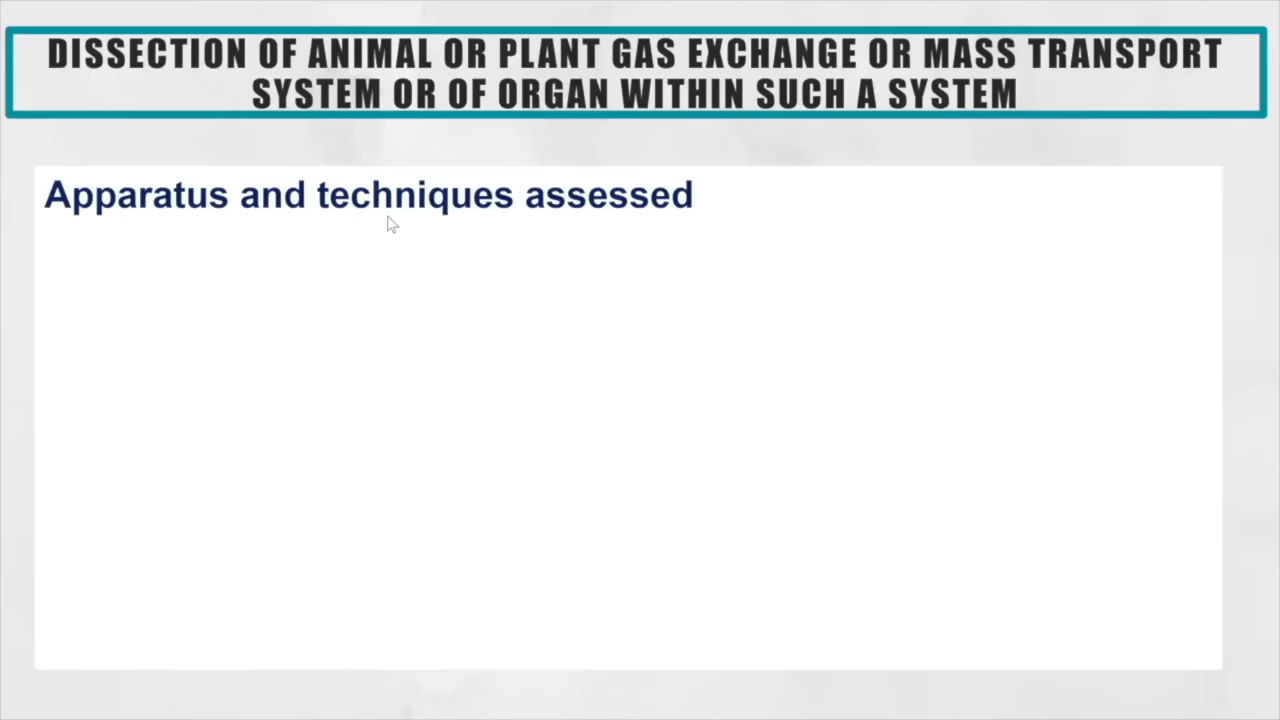 DISSECTION OF ANIMAL OR PLANT GAS EXCHANGE OR MASS TRANSPORT
SYSTEM OR OF ORGAN WITHIN SUCH A SYSTEM
Apparatus and techniques assessed